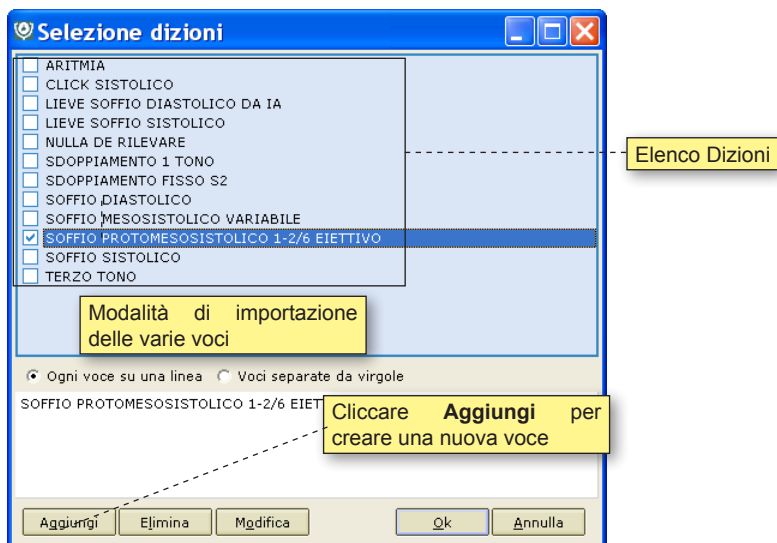 Selezione dizioni
ARITMIA
CLICK SISTOLICO
LIEVE SOFFIO DIASTOLICO DA IA
LIEVE SOFFIO SISTOLICO
NULLA DE RILEVARE
SDOPPIAMENTO 1 TONO
SDOPPIAMENTO FISSO S2
SOFFIO DIASTOLICO
SOFFIO MESOSISTOLICO VARIABILE
SOFFIO PROTOMESOSISTOLICO 1-2/6 EIETTIVO
SOFFIO SISTOLICO
TERZO TONO
Elenco Dizioni
Modalità di importazione
delle varie voci
Ogni voce su una linea Voci separate da virgole
SOFFIO PROTOMESOSISTOLICO 1-2/6 EIET
Cliccare Aggiungi per
creare una nuova voce
Aggiungi Elimina Modifica Ok Annulla